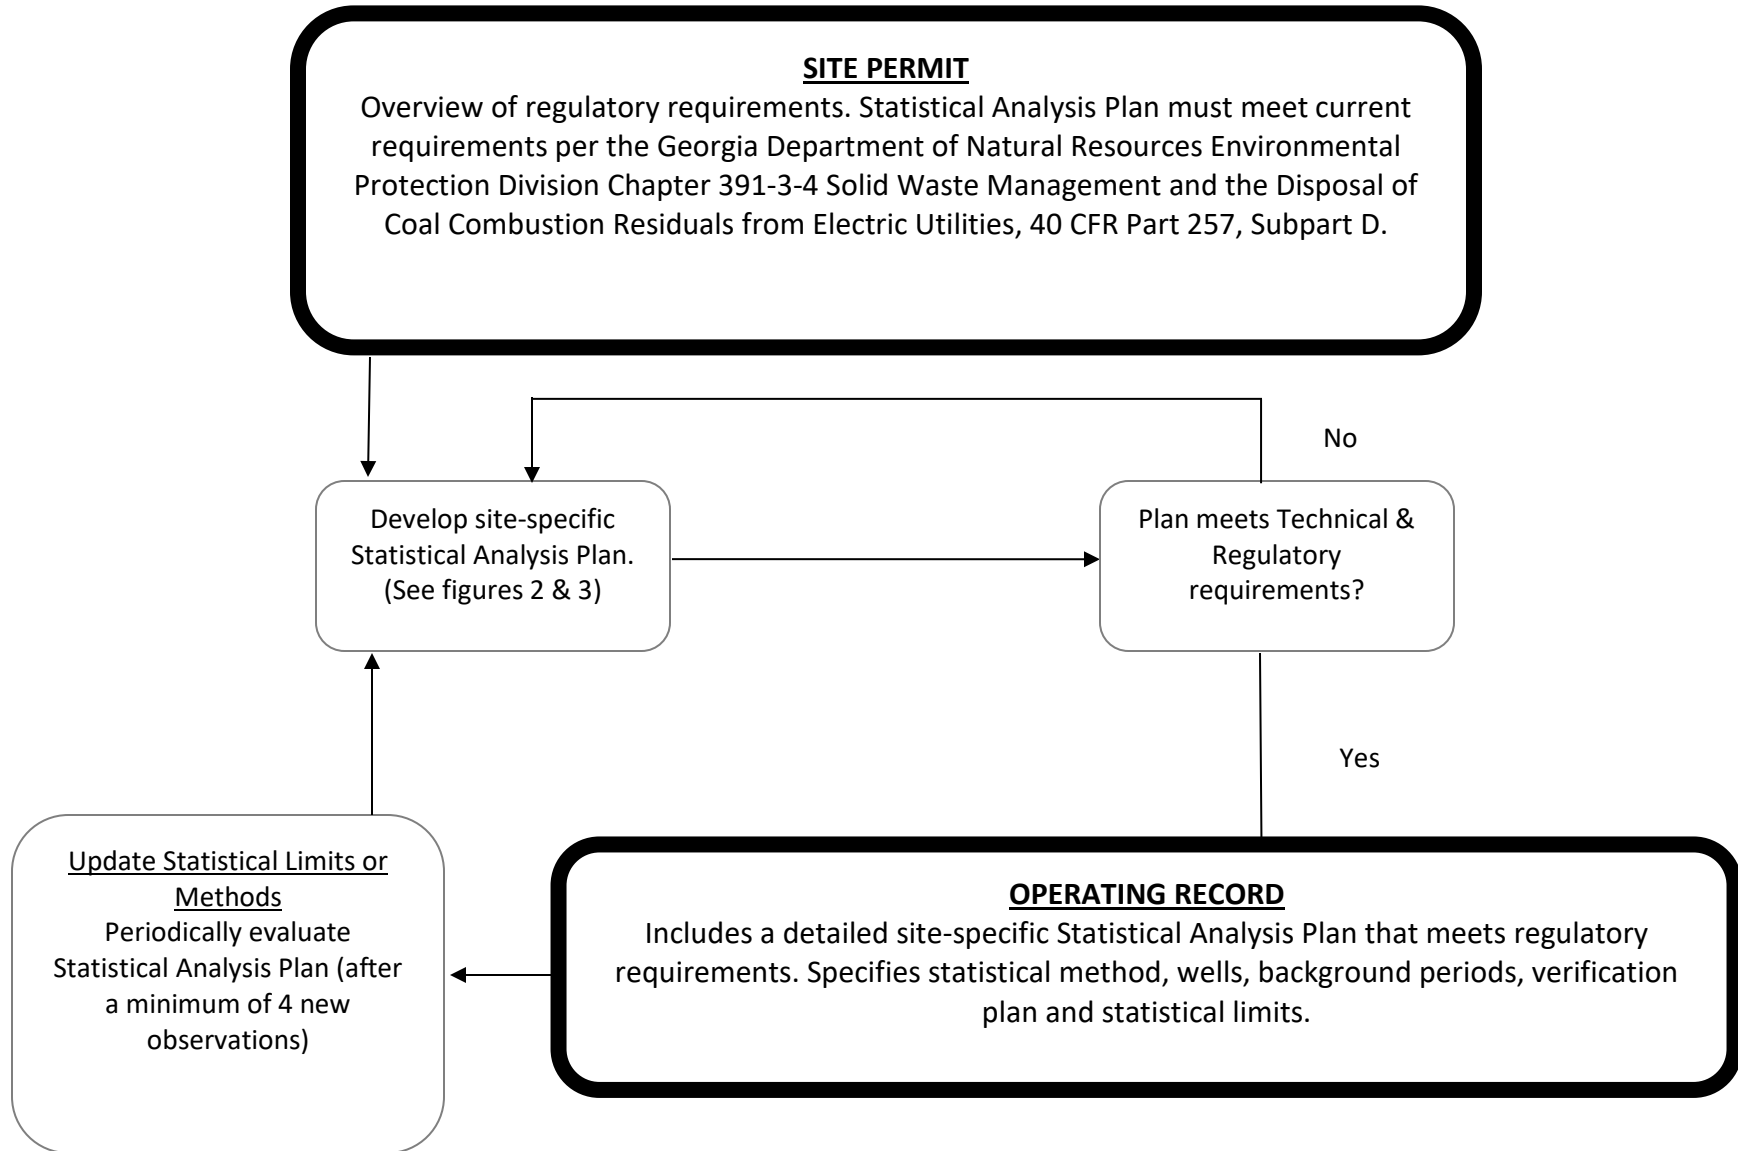 SITE PERMIT
Overview of regulatory requirements. Statistical Analysis Plan must meet current
requirements per the Georgia Department of Natural Resources Environmental
Protection Division Chapter 391-3-4 Solid Waste Management and the Disposal of
Coal Combustion Residuals from Electric Utilities, 40 CFR Part 257, Subpart D.
No
Develop site-specific
Statistical Analysis Plan.
(See figures 2 & 3)
Plan meets Technical &
Regulatory
requirements?
Yes
Update Statistical Limits or
Methods
Periodically evaluate
Statistical Analysis Plan (after
a minimum of 4 new
observations)
OPERATING RECORD
Includes a detailed site-specific Statistical Analysis Plan that meets regulatory
requirements. Specifies statistical method, wells, background periods, verification
plan and statistical limits.